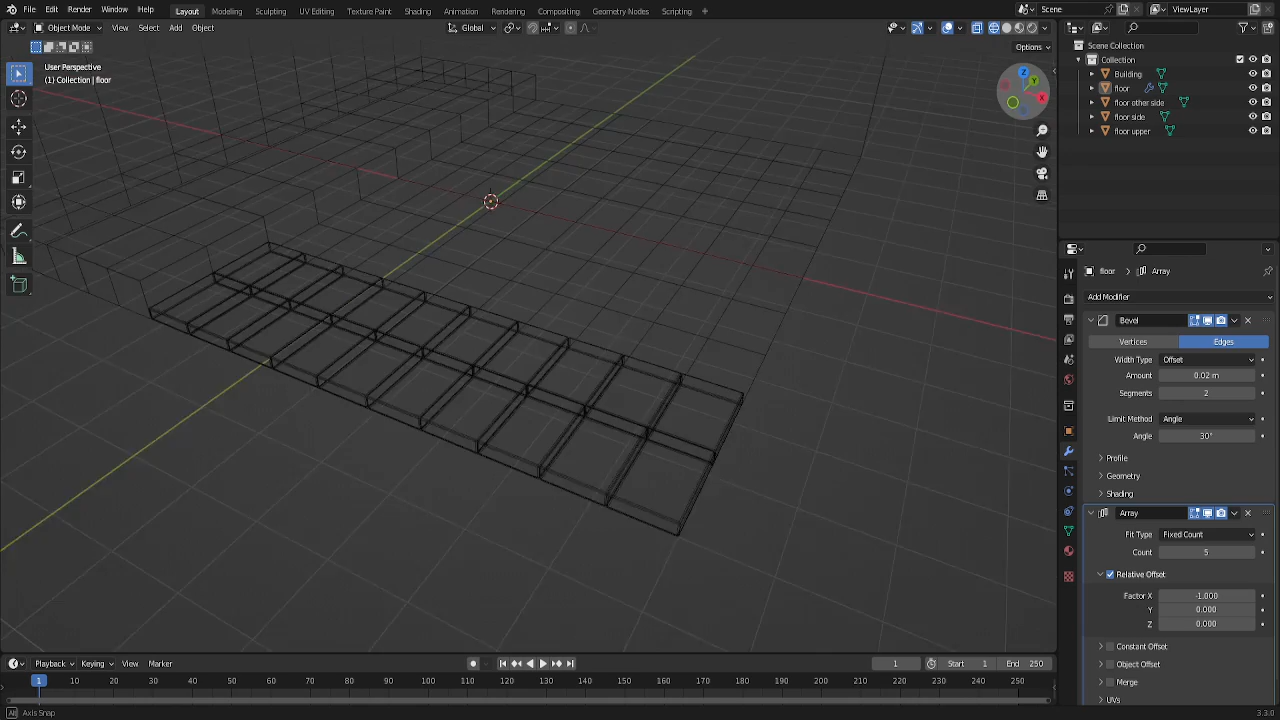 File Edit Render Window Help Layout Modeling Sculpting UV Editing Texture Paint Shading Animation Rendering Compositing Geometry Nodes Scripting + Scene ViewLayer
Object Mode View Select Add Object Global
Options
User Perspective
(1) Collection | floor
Z
Y
X
Scene Collection
Collection
Building
floor
floor other side
floor side
floor upper
floor > Array
Add Modifier
Bevel
Vertices Edges
Width Type Offset
Amount 0.02 m
Segments 2
Limit Method Angle
Angle 30°
Profile
Geometry
Shading
Array
Fit Type Fixed Count
Count 5
Relative Offset
Factor X -1.000
Y 0.000
Z 0.000
Constant Offset
Object Offset
Merge
UVs
Playback Keying View Marker 1 Start 1 End 250
1 10 20 30 40 50 60 70 80 90 100 110 120 130 140 150 160 170 180 190 200 210 220 230 240 250
Axis Snap 3.3.0